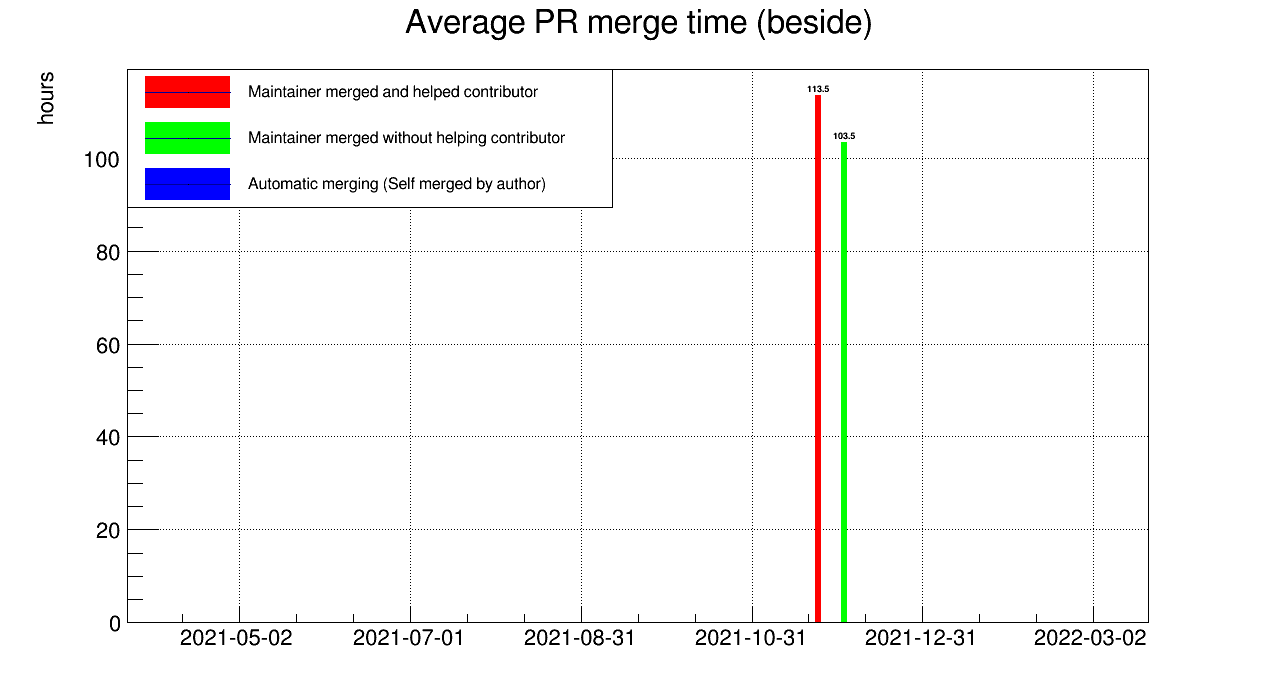 Average PR merge time (beside)
hours
Maintainer merged and helped contributor
Maintainer merged without helping contributor
Automatic merging (Self merged by author)
113.5
103.5
100
80
60
40
20
0
2021-05-02 2021-07-01 2021-08-31 2021-10-31 2021-12-31 2022-03-02